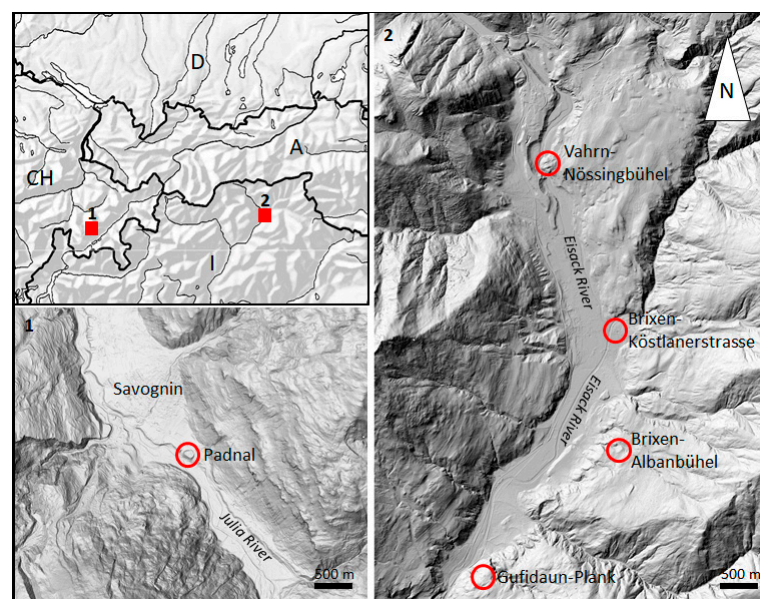 D
A
CH
1
2
I
1
Savognin
Padnal
Julia River
500 m
2
N
Vahrn-
Nössingbühel
Eisack River
Brixen-
Köstlanerstrasse
Eisack River
Brixen-
Albanbühel
Gufidaun-Plank
500 m